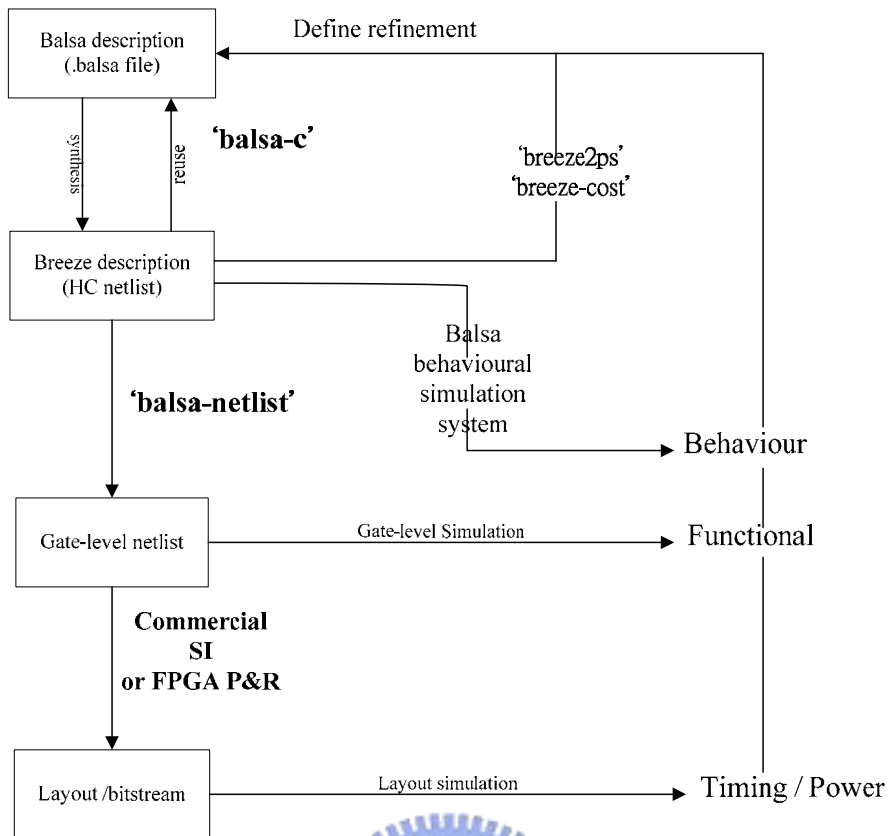 Balsa description
(.balsa file)
Define refinement
synthesis
reuse
‘balsa-c’
‘breeze2ps’
‘breeze-cost’
Breeze description
(HC netlist)
Balsa
behavioural
simulation
system
‘balsa-netlist’
Behaviour
Gate-level netlist
Gate-level Simulation
Functional
Commercial
SI
or FPGA P&R
Layout /bitstream
Layout simulation
Timing / Power